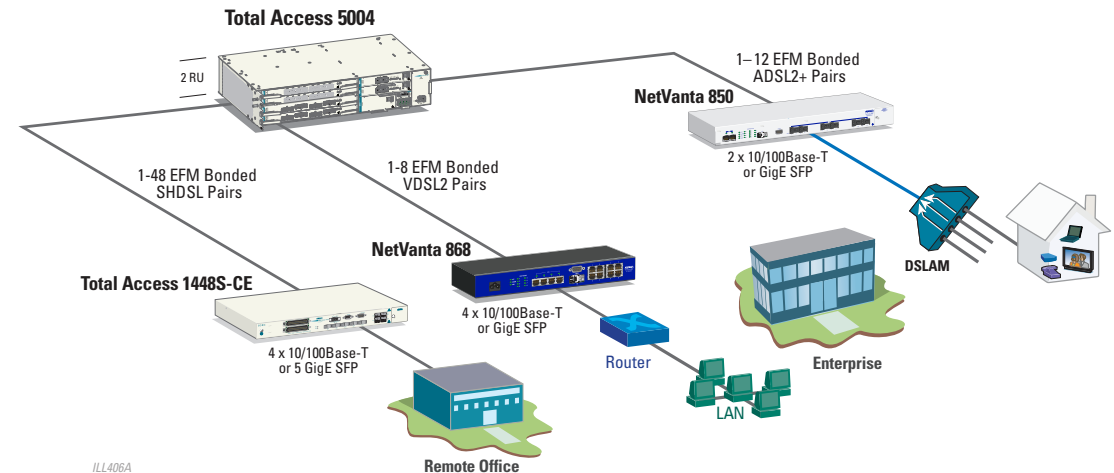 Total Access 5004
2 RU
1–12 EFM Bonded
ADSL2+ Pairs
NetVanta 850
2 x 10/100Base-T
or GigE SFP
1-48 EFM Bonded
SHDSL Pairs
1-8 EFM Bonded
VDSL2 Pairs
NetVanta 868
DSLAM
Total Access 1448S-CE
4 x 10/100Base-T
or GigE SFP
4 x 10/100Base-T
or 5 GigE SFP
Router
Enterprise
LAN
Remote Office
ILL406A